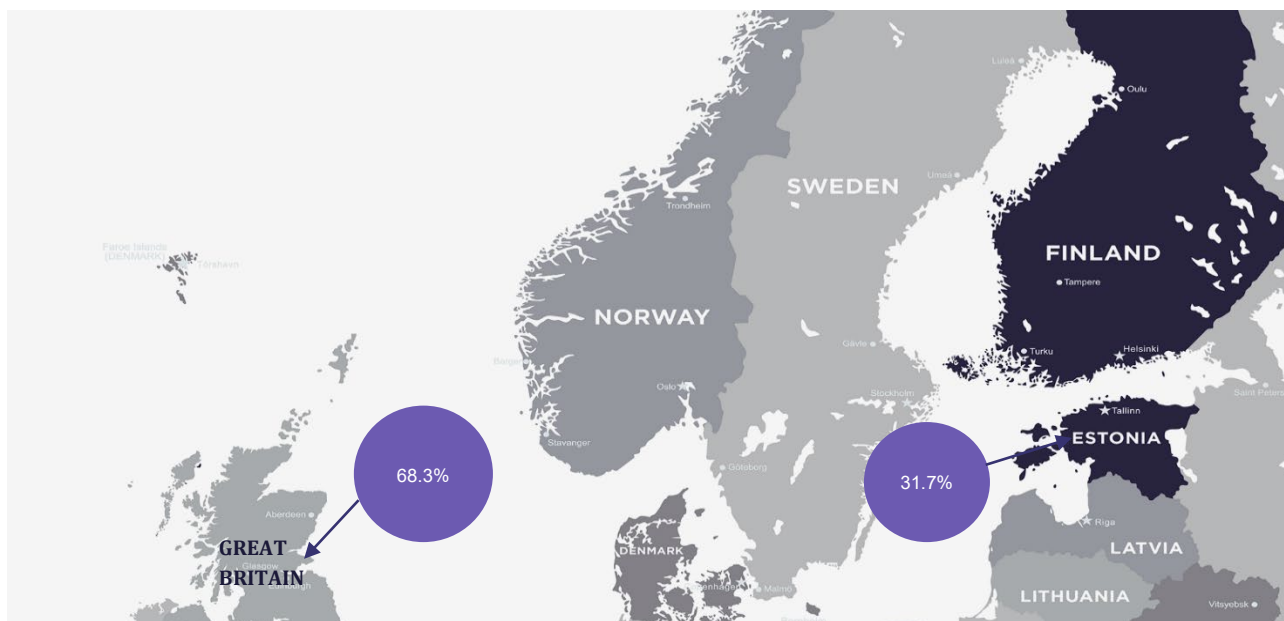 Luleå
Oulu
Umeå
SWEDEN
Trondheim
Faroe Islands
(DENMARK)
Tórshavn
FINLAND
Tampere
NORWAY
Gävle
Turku
Helsinki
Bergen
Oslo
Stockholm
Saint Peters
Tallinn
ESTONIA
Stavanger
68.3%
31.7%
Göteborg
Aberdeen
Riga
GREAT
BRITAIN
Glasgow
Edinburgh
DENMARK
LATVIA
Malmö
LITHUANIA
Vitsyebsk